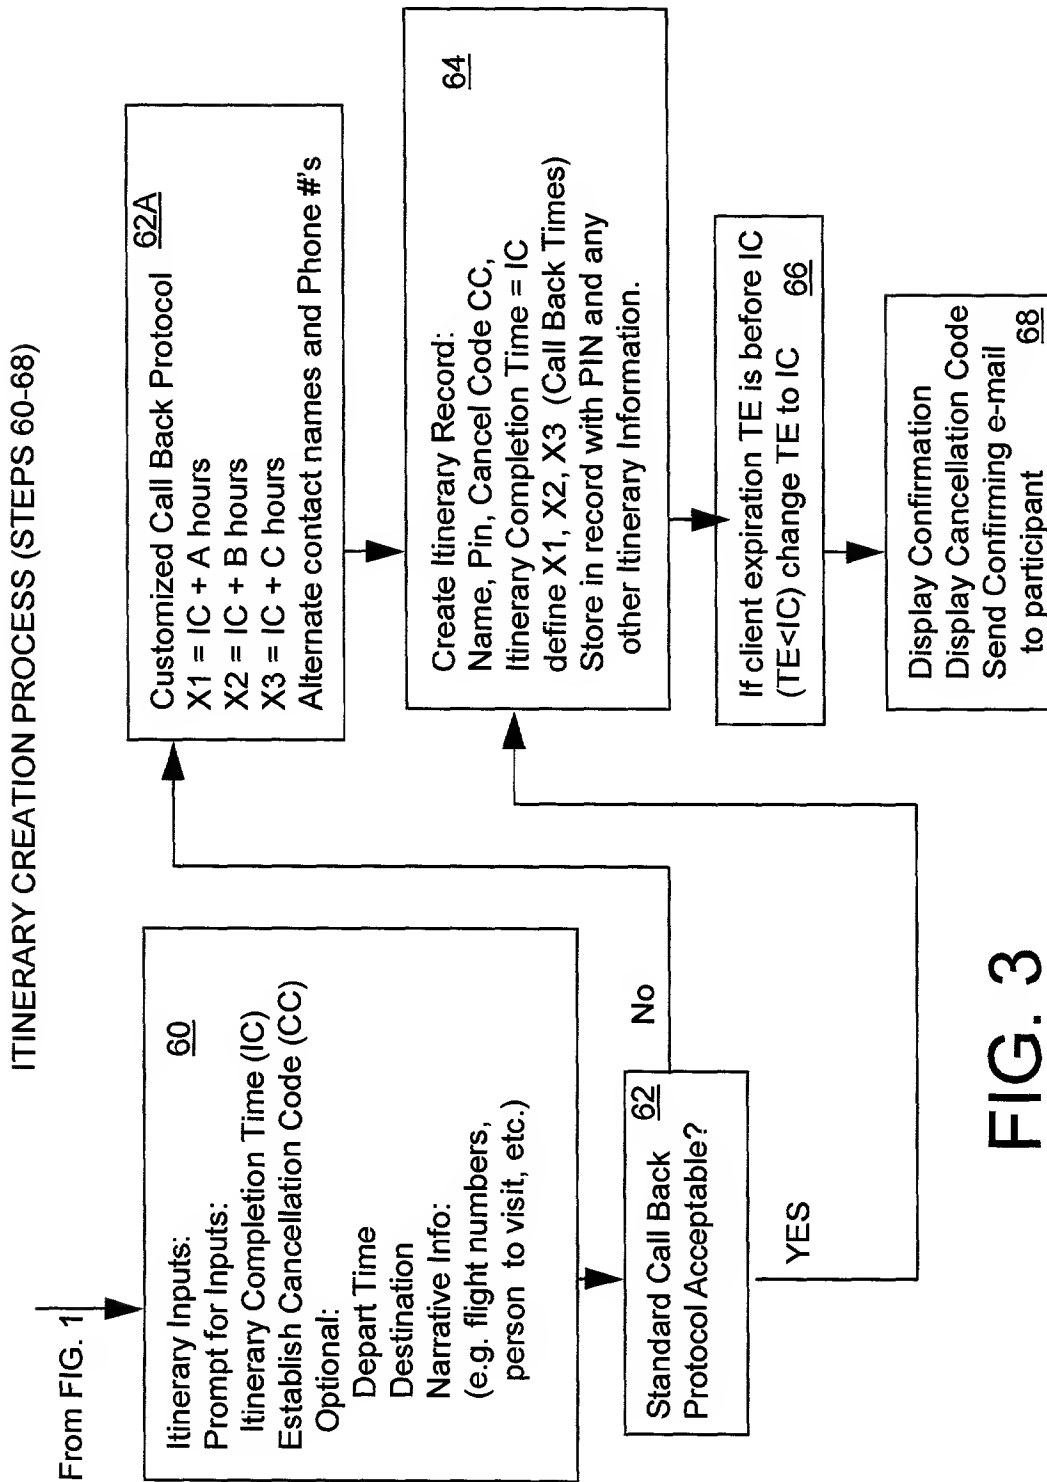 ITINERARY CREATION PROCESS (STEPS 60-68)
From FIG. 1
60
Itinerary Inputs:
Prompt for Inputs:
Itinerary Completion Time (IC)
Establish Cancellation Code (CC)
Optional:
Depart Time
Destination
Narrative Info:
(e.g. flight numbers,
person to visit, etc.)
62
Standard Call Back
Protocol Acceptable?
No
YES
Customized Call Back Protocol 62A
X1 = IC + A hours
X2 = IC + B hours
X3 = IC + C hours
Alternate contact names and Phone #'s
64
Create Itinerary Record:
Name, Pin, Cancel Code CC,
Itinerary Completion Time = IC
define X1, X2, X3 (Call Back Times)
Store in record with PIN and any
other Itinerary Information.
If client expiration TE is before IC
(TE<IC) change TE to IC 66
Display Confirmation
Display Cancellation Code
Send Confirming e-mail
to participant 68
FIG. 3